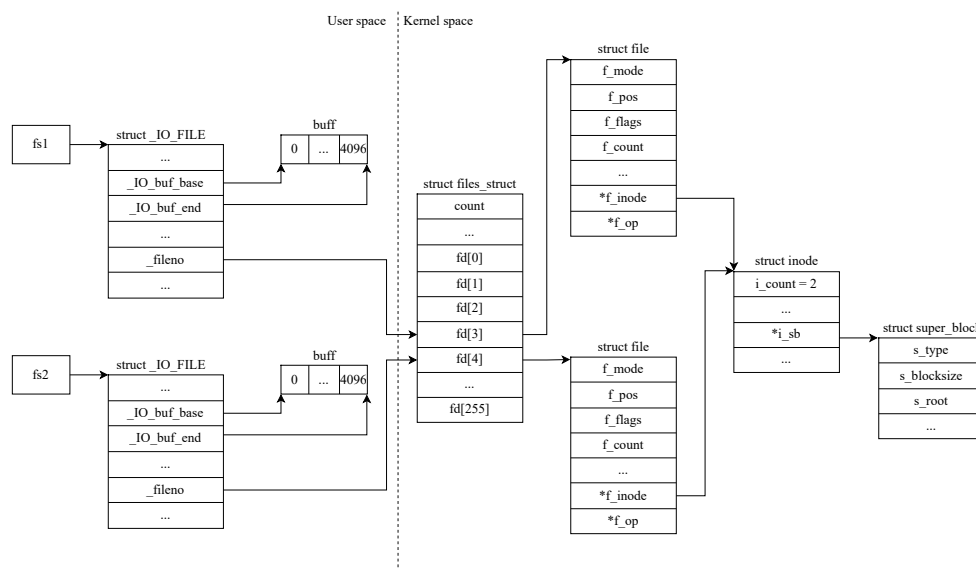 User space
Kernel space
fs1
struct _IO_FILE
...
_IO_buf_base
_IO_buf_end
...
_fileno
...
buff
0
...
4096
fs2
struct _IO_FILE
...
_IO_buf_base
_IO_buf_end
...
_fileno
...
buff
0
...
4096
struct files_struct
count
...
fd[0]
fd[1]
fd[2]
fd[3]
fd[4]
...
fd[255]
struct file
f_mode
f_pos
f_flags
f_count
...
*f_inode
*f_op
struct file
f_mode
f_pos
f_flags
f_count
...
*f_inode
*f_op
struct inode
i_count = 2
...
*i_sb
...
struct super_block
s_type
s_blocksize
s_root
...